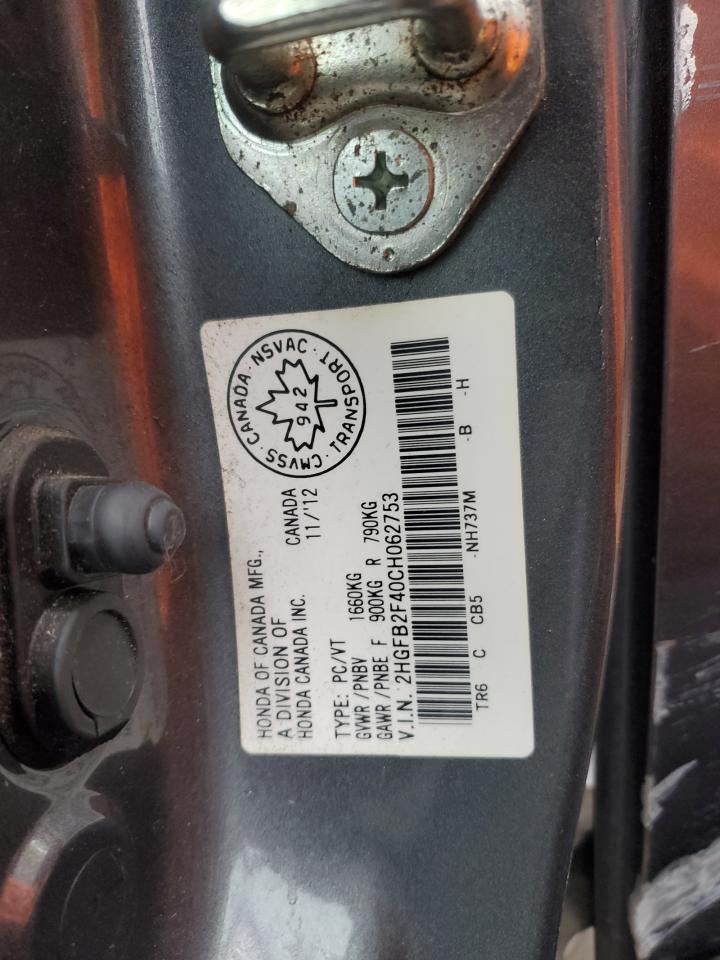 HONDA OF CANADA MFG.,
A DIVISION OF
HONDA CANADA INC.
CANADA
11/'12
CMVSS · CANADA · NSVAC · TRANSPORT ·
942
TYPE: PC/VT
GVWR/PNBV 1660KG
GAWR/PNBE F 900KG R 790KG
V.I.N. 2HGFB2F40CH062753
TR6 C CB5 -NH737M -B -H